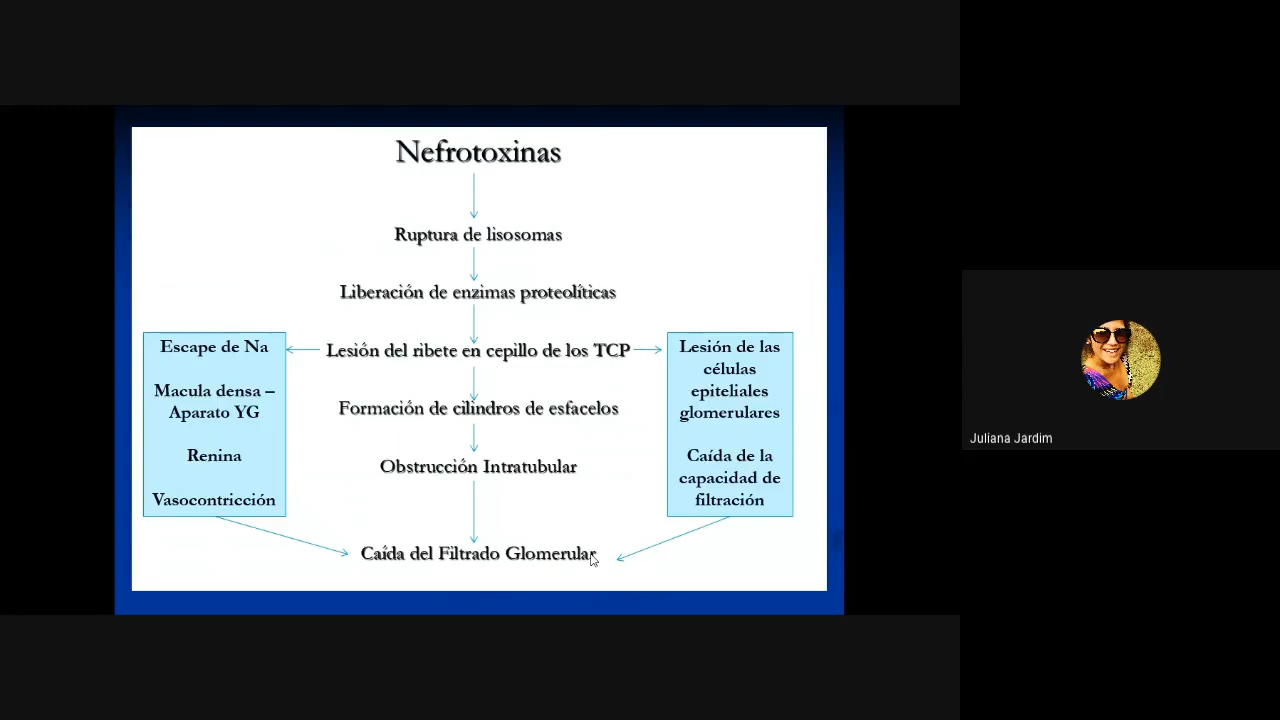 Nefrotoxinas
Ruptura de lisosomas
Liberación de enzimas proteolíticas
Lesión del ribete en cepillo de los TCP
Formación de cilindros de esfacelos
Obstrucción Intratubular
Caída del Filtrado Glomerular
Escape de Na
Macula densa –
Aparato YG
Renina
Vasocontricción
Lesión de las
células
epiteliales
glomerulares
Caída de la
capacidad de
filtración
Juliana Jardim